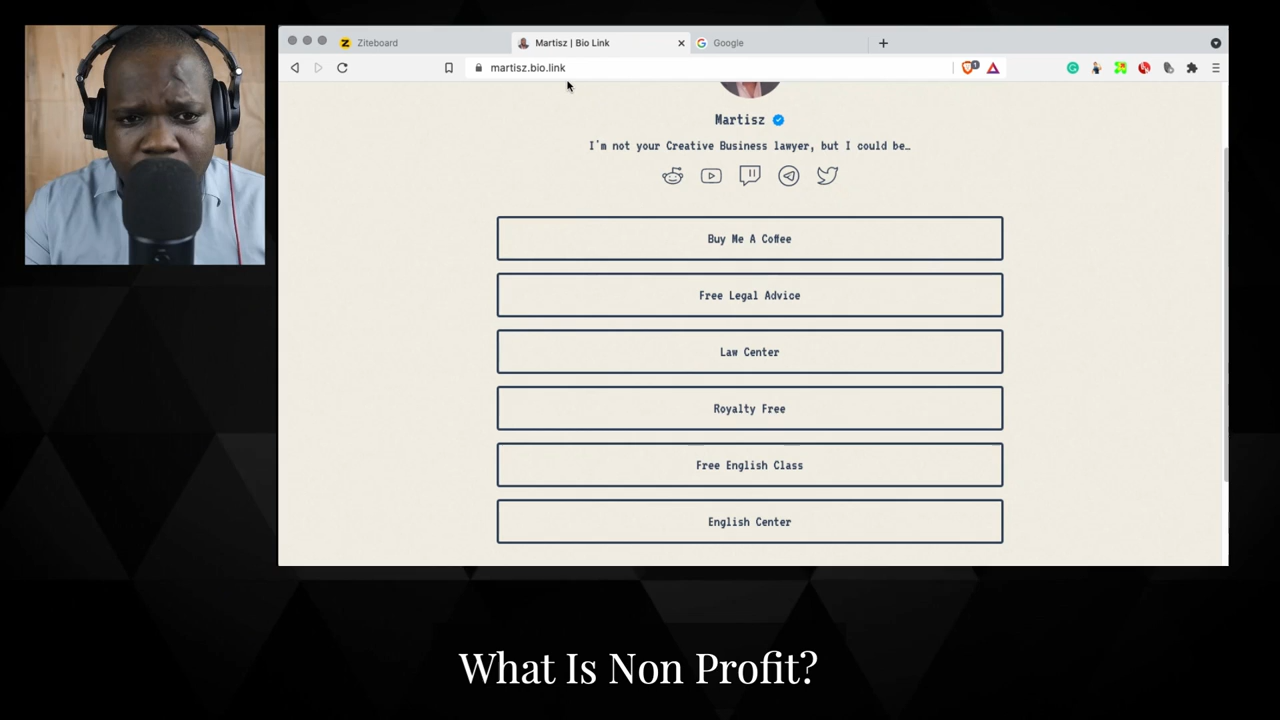 Ziteboard
Martisz | Bio Link
Google
martisz.bio.link
Martisz
I'm not your Creative Business lawyer, but I could be…
Buy Me A Coffee
Free Legal Advice
Law Center
Royalty Free
Free English Class
English Center
What Is Non Profit?